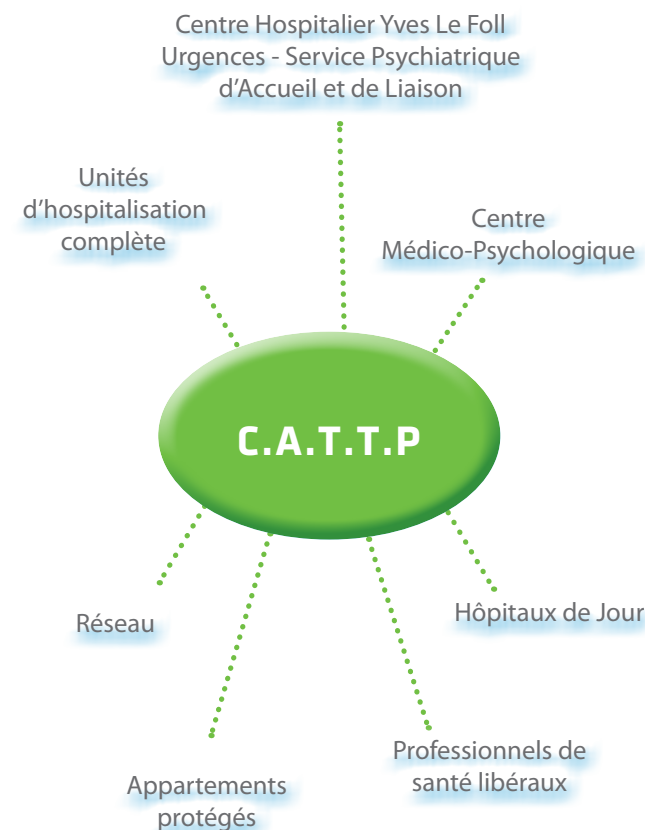 Centre Hospitalier Yves Le Foll
Urgences - Service Psychiatrique
d'Accueil et de Liaison
Unités
d'hospitalisation
complète
Centre
Médico-Psychologique
C.A.T.T.P
Réseau
Hôpitaux de Jour
Appartements
protégés
Professionnels de
santé libéraux